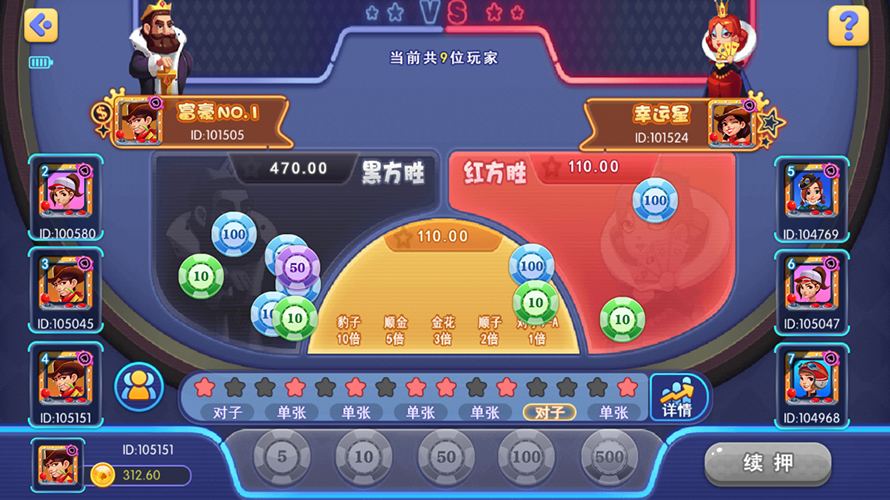 VS
当前共9位玩家
富豪NO.1
ID:101505
幸运星
ID:101524
470.00
黑方胜
红方胜
110.00
110.00
2
ID:100580
3
ID:105045
4
ID:105151
5
ID:104769
6
ID:105047
7
ID:104968
100
10
50
10
100
10
100
10
豹子 顺金 金花 顺子
10倍 5倍 3倍 2倍 1倍
对子 单张 单张 单张 单张 对子 单张
详情
ID:105151
312.60
5 10 50 100 500
续押